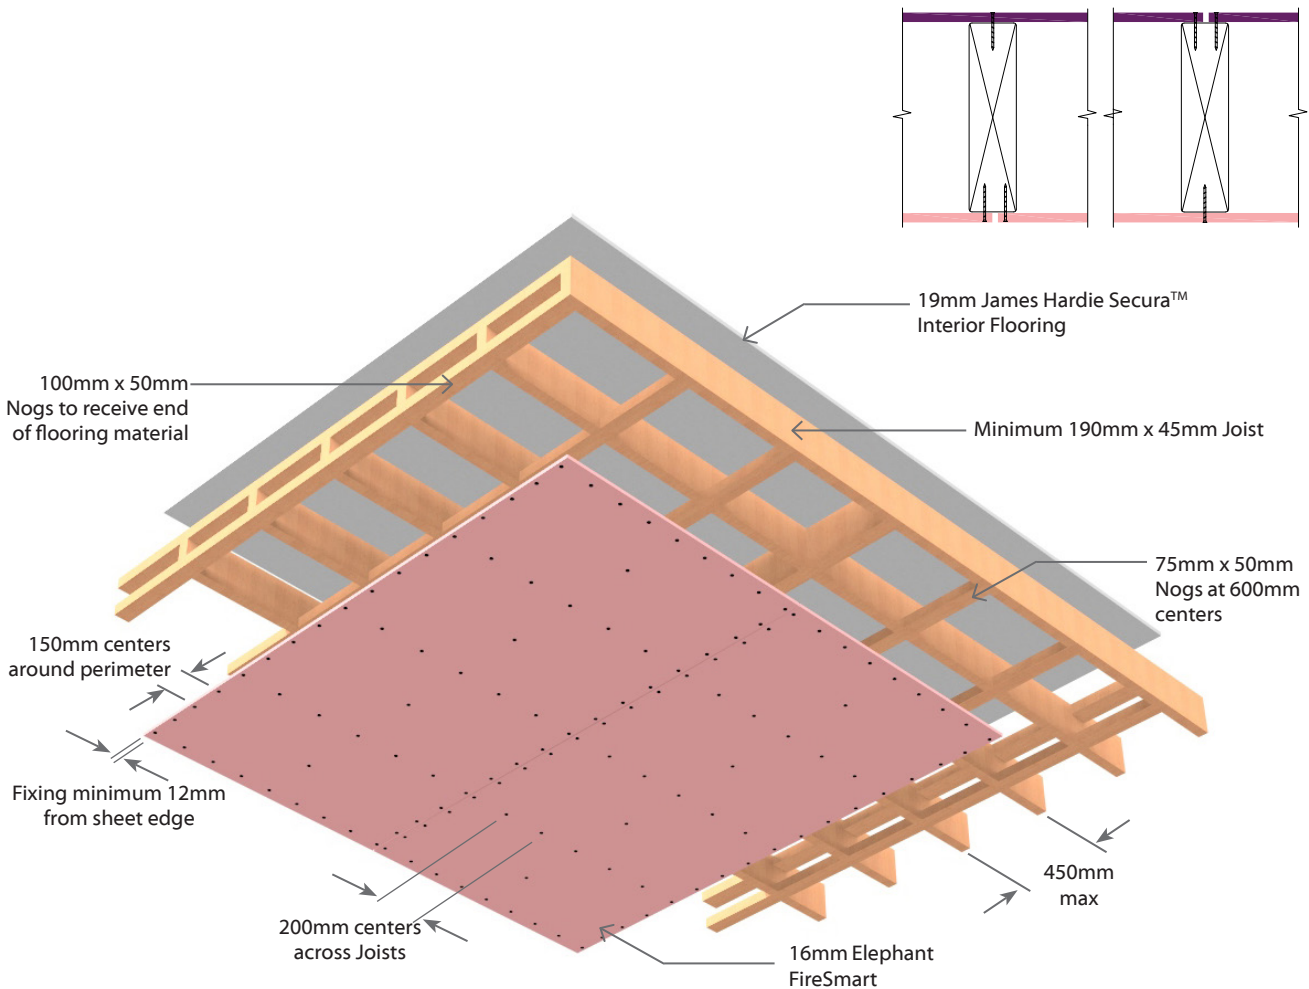 19mm James Hardie Secura™
Interior Flooring
100mm x 50mm
Nogs to receive end
of flooring material
Minimum 190mm x 45mm Joist
75mm x 50mm
Nogs at 600mm
centers
150mm centers
around perimeter
Fixing minimum 12mm
from sheet edge
450mm
max
200mm centers
across Joists
16mm Elephant
FireSmart